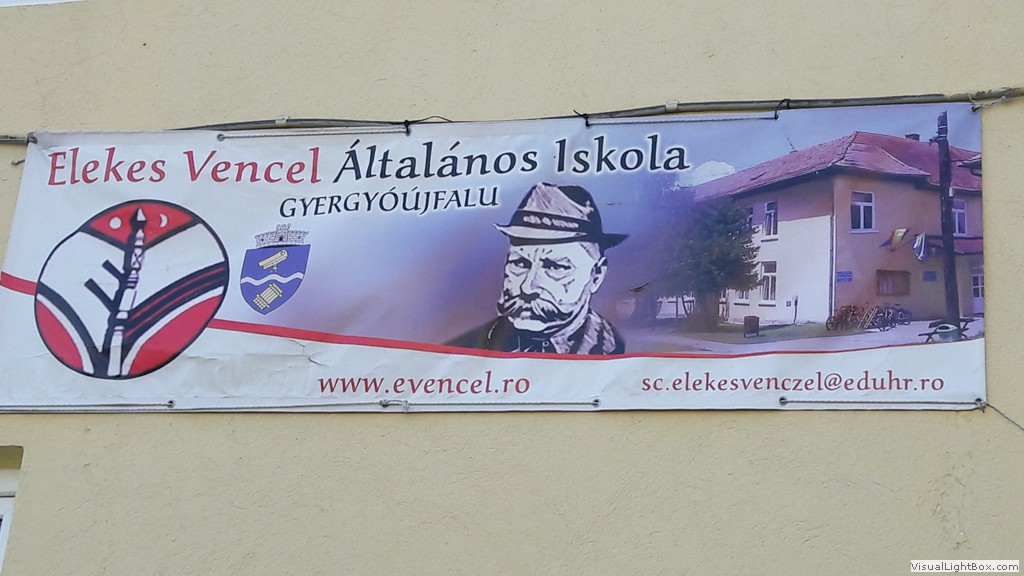 Elekes Vencel Általános Iskola
GYERGYÓÚJFALU
www.evencel.ro
sc.elekesvenczel@eduhr.ro
VisualLightBox.com